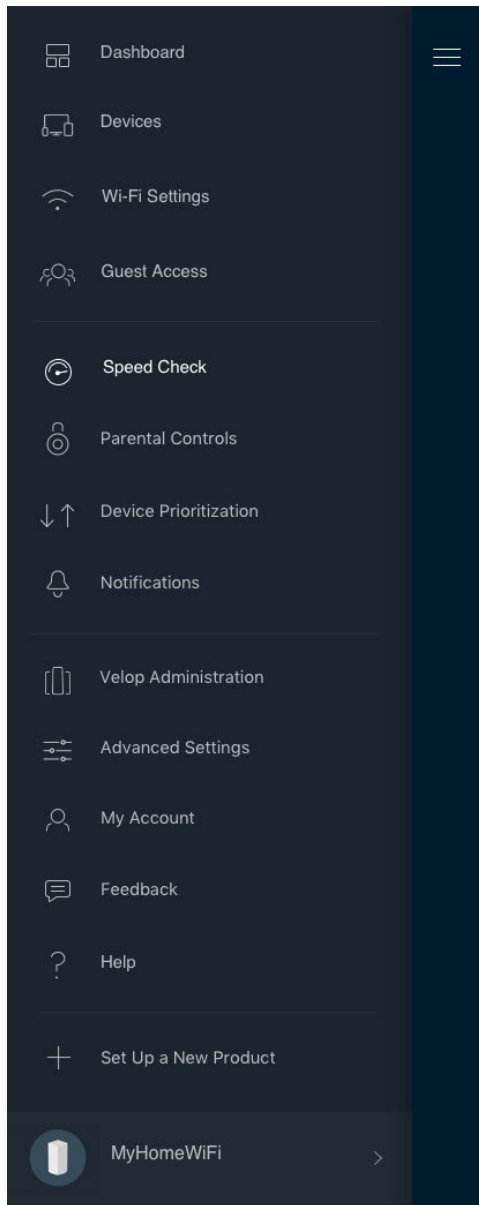 Dashboard
Devices
Wi-Fi Settings
Guest Access
Speed Check
Parental Controls
Device Prioritization
Notifications
Velop Administration
Advanced Settings
My Account
Feedback
Help
Set Up a New Product
MyHomeWiFi